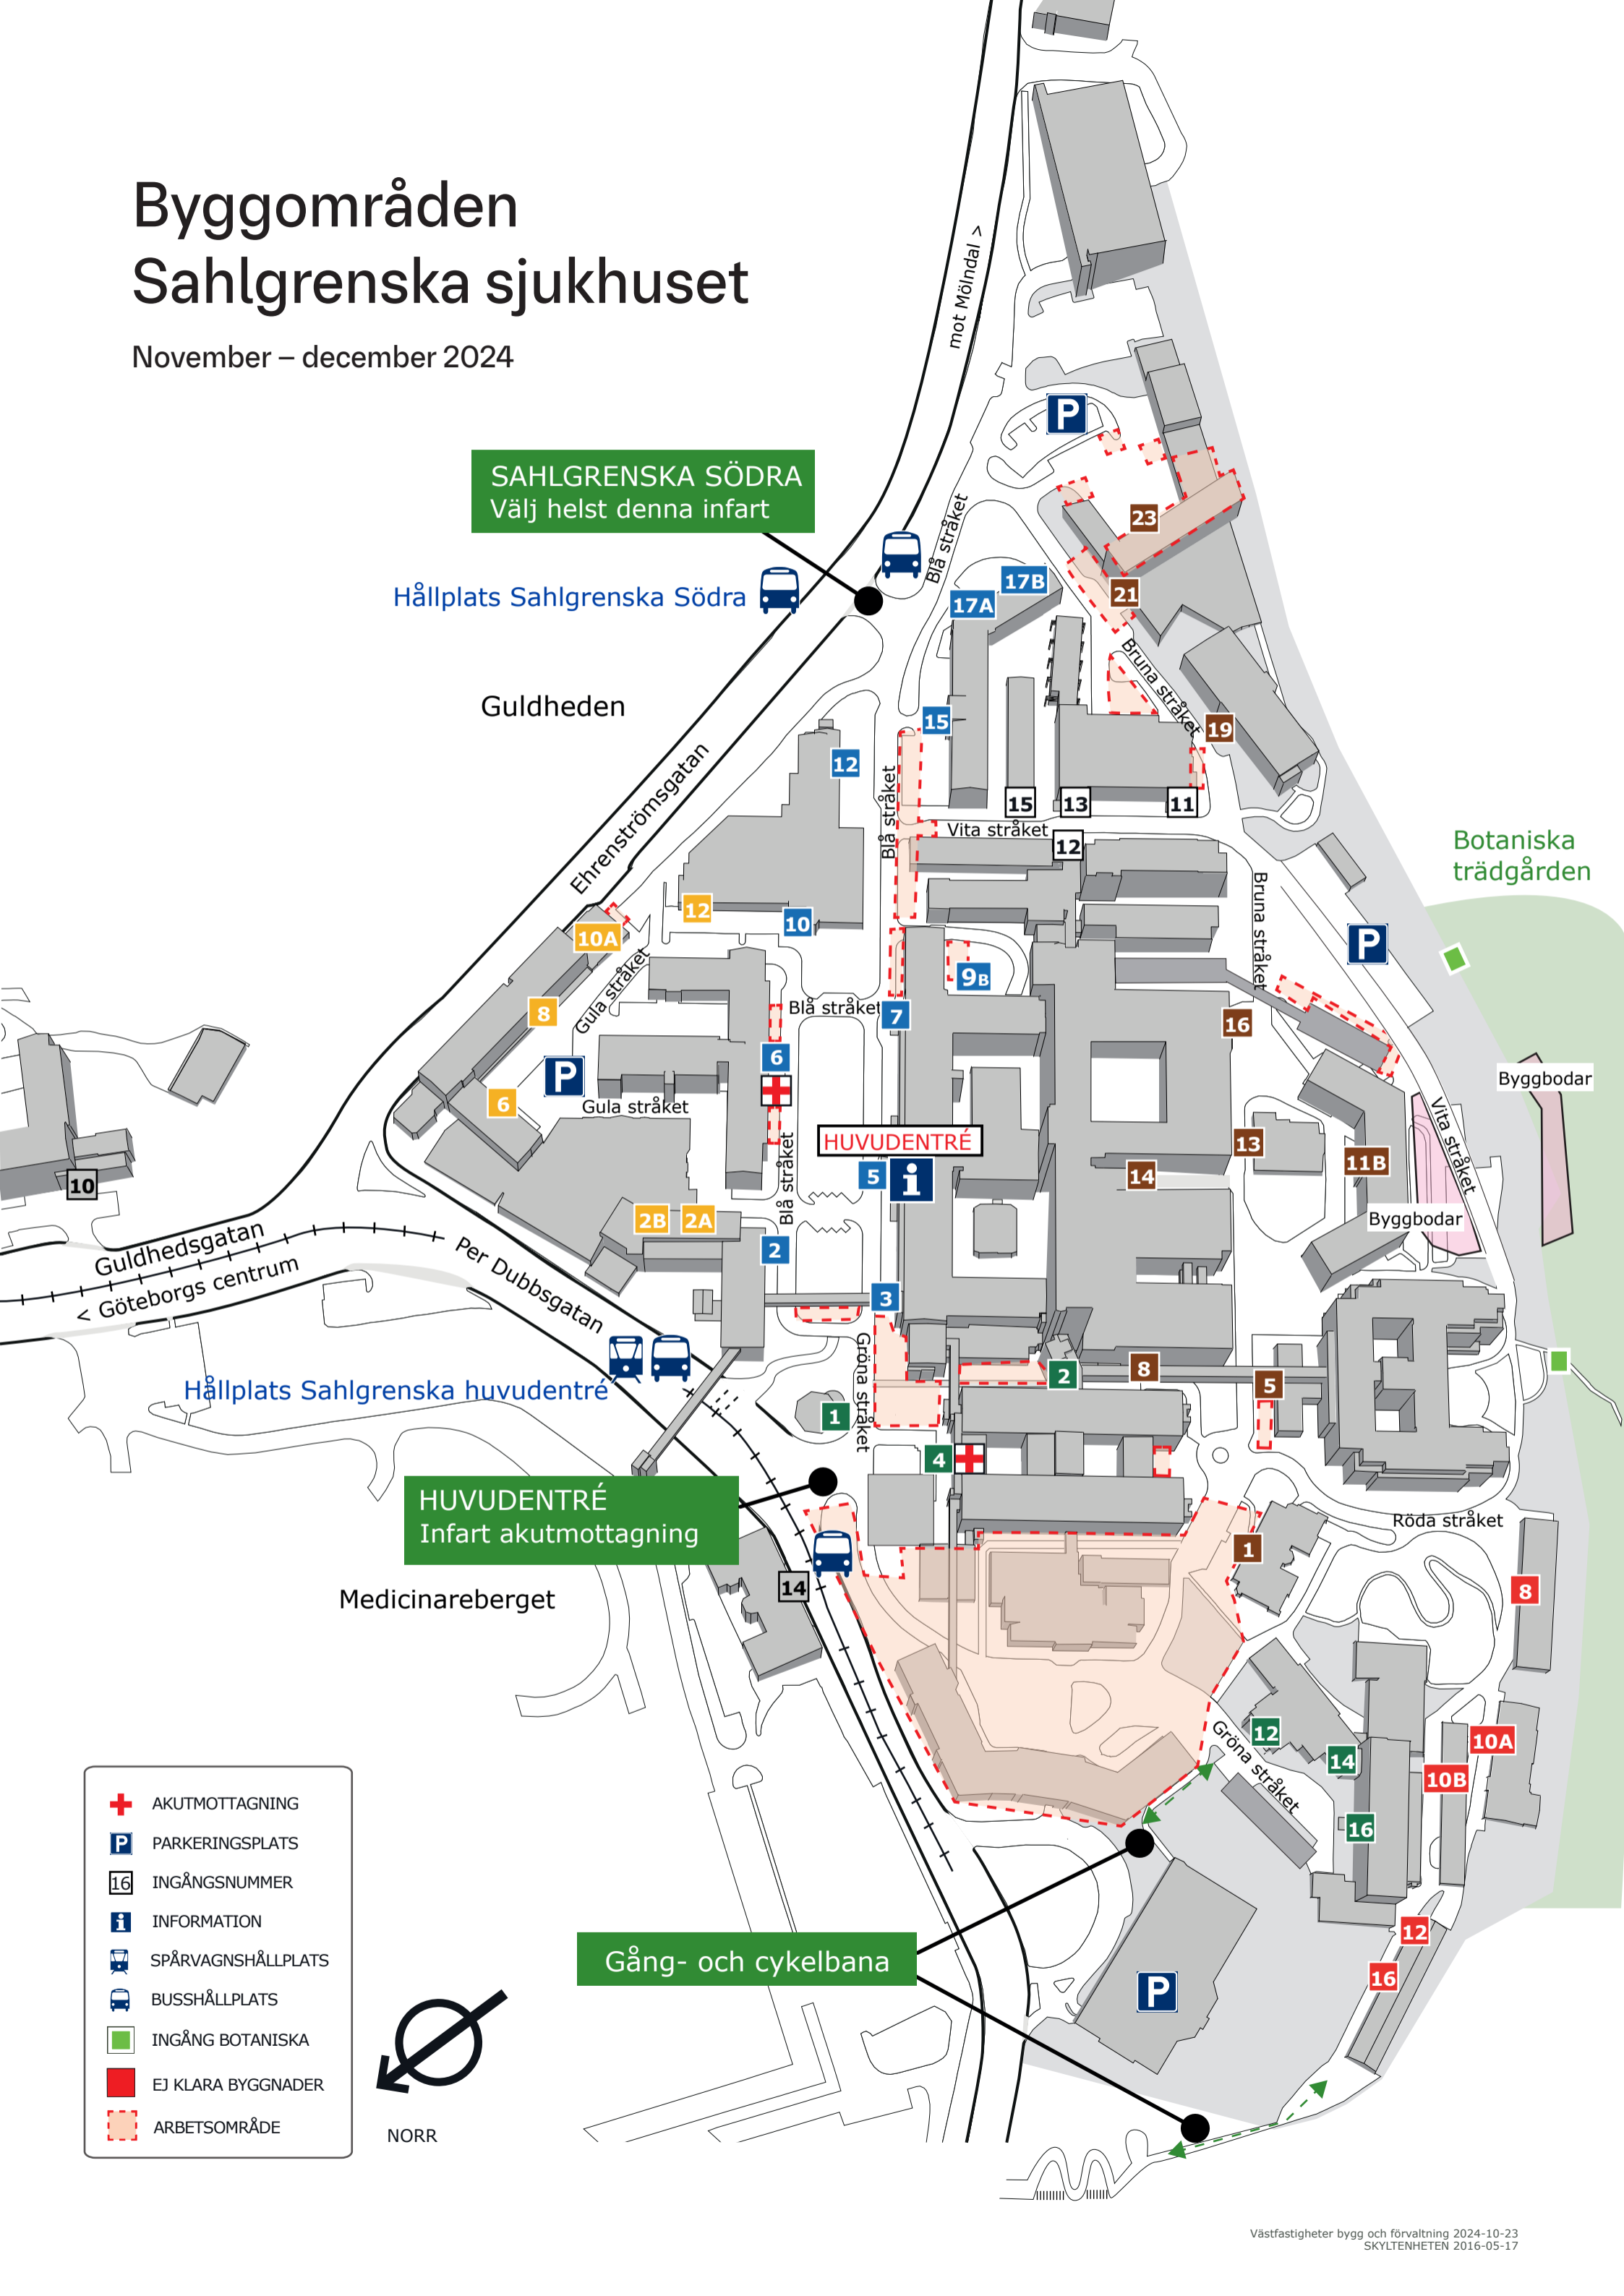 Byggområden
Sahlgrenska sjukhuset
November – december 2024
mot Mölndal >
P
SAHLGRENSKA SÖDRA
Välj helst denna infart
Blå stråket
23
Hållplats Sahlgrenska Södra
17B
17A
21
Bruna stråket
Guldheden
15
19
12
Ehrenströmsgatan
Blå stråket
15
13
11
Vita stråket
12
Botaniska
trädgården
Bruna stråket
12
10
10A
P
Gula stråket
9B
8
Blå stråket
7
16
6
P
Byggbodar
6
Gula stråket
Vita stråket
HUVUDENTRÉ
13
11B
5
i
14
10
Blå stråket
2B
2A
Byggbodar
2
Guldhedsgatan
< Göteborgs centrum
Per Dubbsgatan
3
Gröna stråket
2
8
5
Hållplats Sahlgrenska huvudentré
1
4
HUVUDENTRÉ
Infart akutmottagning
Röda stråket
1
14
8
Medicinareberget
Gröna stråket
12
10A
14
10B
16
12
16
Gång- och cykelbana
P
AKUTMOTTAGNING
P PARKERINGSPLATS
16 INGÅNGSNUMMER
i INFORMATION
SPÅRVAGNSHÅLLPLATS
BUSSHÅLLPLATS
INGÅNG BOTANISKA
EJ KLARA BYGGNADER
ARBETSOMRÅDE
NORR
Västfastigheter bygg och förvaltning 2024-10-23
SKYLTENHETEN 2016-05-17